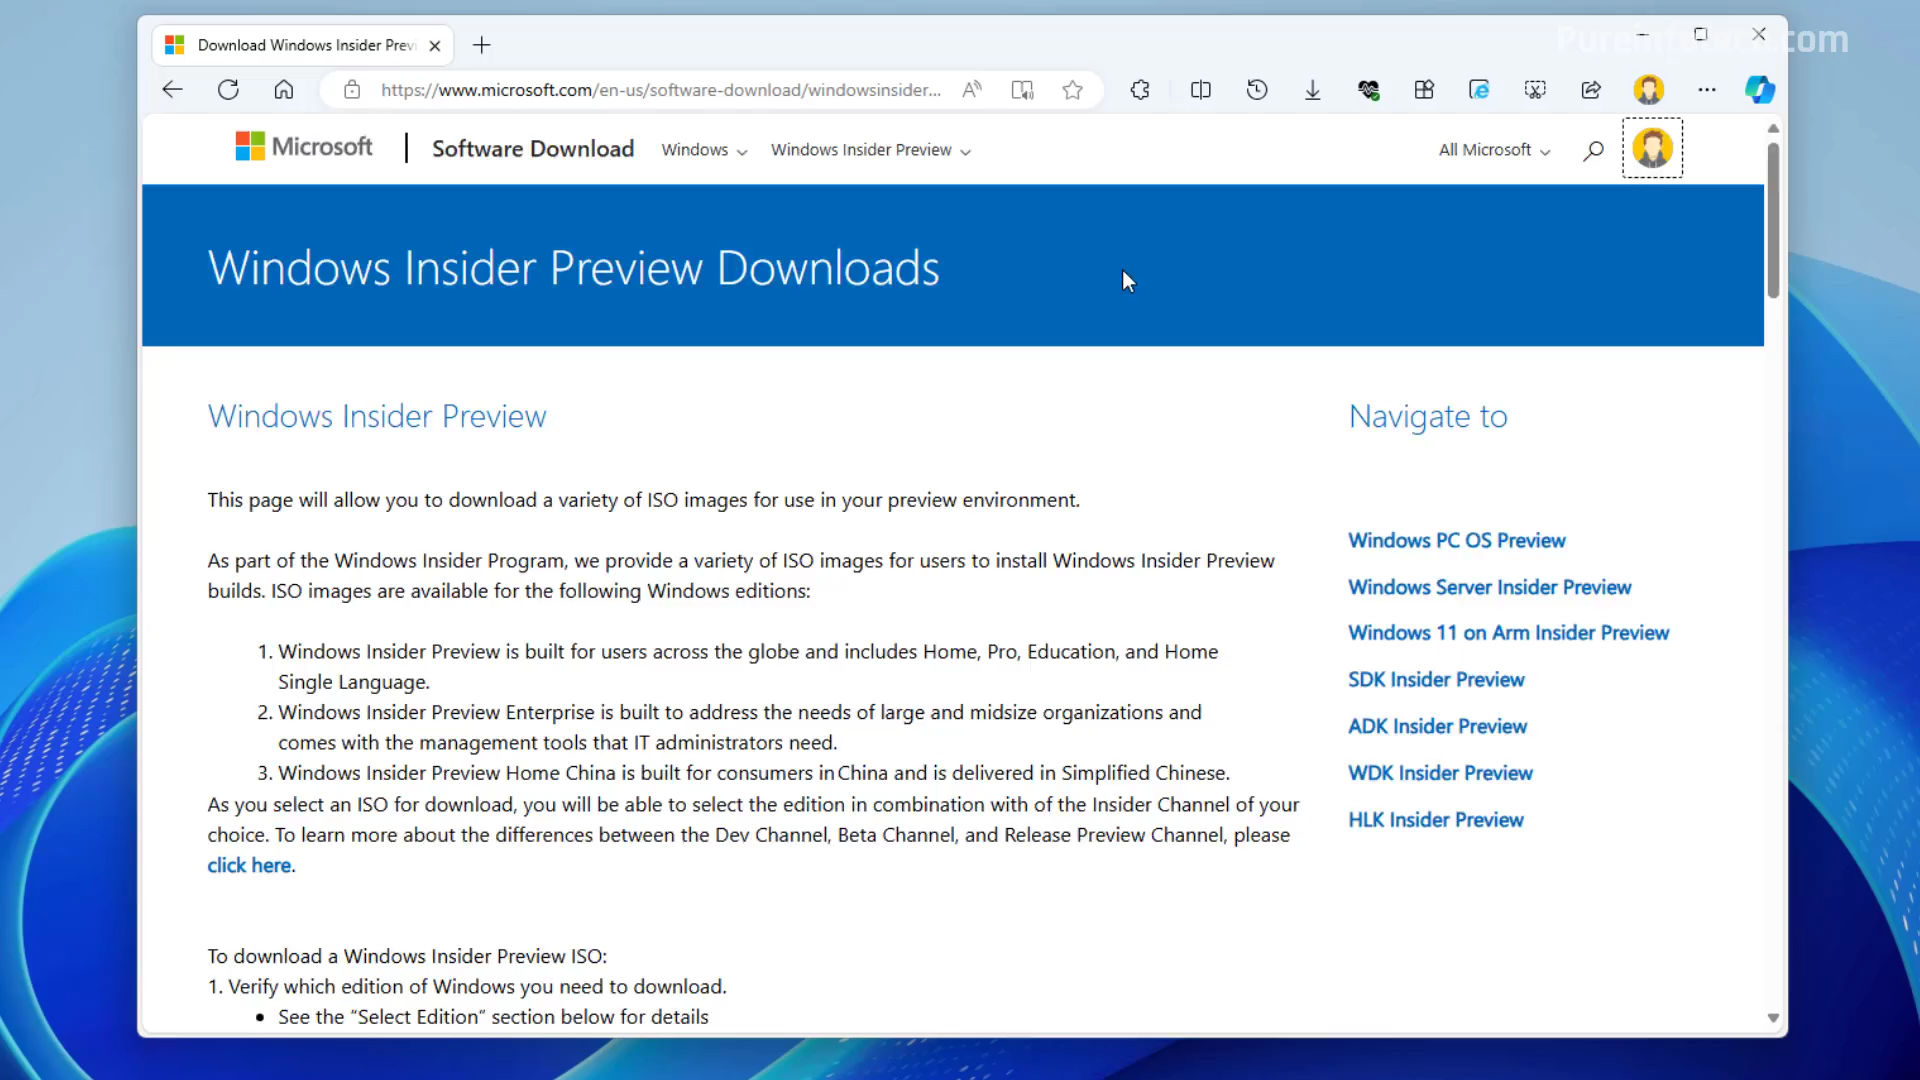 Pureinfotech.com
Download Windows Insider Previ
https://www.microsoft.com/en-us/software-download/windowsinsider...
Microsoft
Software Download
Windows
Windows Insider Preview
All Microsoft
Windows Insider Preview Downloads
Windows Insider Preview
This page will allow you to download a variety of ISO images for use in your preview environment.
As part of the Windows Insider Program, we provide a variety of ISO images for users to install Windows Insider Preview
builds. ISO images are available for the following Windows editions:
1. Windows Insider Preview is built for users across the globe and includes Home, Pro, Education, and Home
Single Language.
2. Windows Insider Preview Enterprise is built to address the needs of large and midsize organizations and
comes with the management tools that IT administrators need.
3. Windows Insider Preview Home China is built for consumers in China and is delivered in Simplified Chinese.
As you select an ISO for download, you will be able to select the edition in combination with of the Insider Channel of your
choice. To learn more about the differences between the Dev Channel, Beta Channel, and Release Preview Channel, please
click here.
To download a Windows Insider Preview ISO:
1. Verify which edition of Windows you need to download.
• See the “Select Edition” section below for details
Navigate to
Windows PC OS Preview
Windows Server Insider Preview
Windows 11 on Arm Insider Preview
SDK Insider Preview
ADK Insider Preview
WDK Insider Preview
HLK Insider Preview